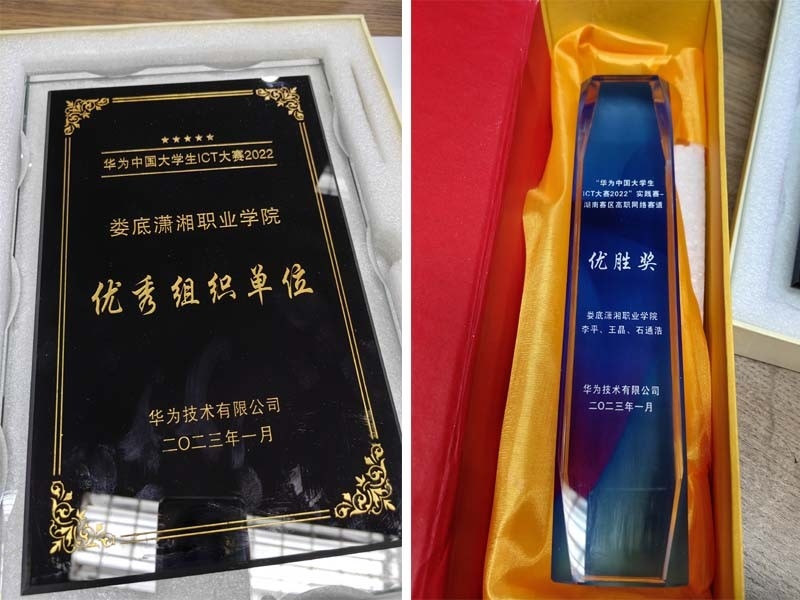 ★★★★★
华为中国大学生ICT大赛2022
娄底潇湘职业学院
优秀组织单位
华为技术有限公司
二〇二三年一月
“华为中国大学生
ICT大赛2022”实践赛-
湖南赛区高职网络赛道
优胜奖
娄底潇湘职业学院
李平、王晶、石通浩
华为技术有限公司
二〇二三年一月